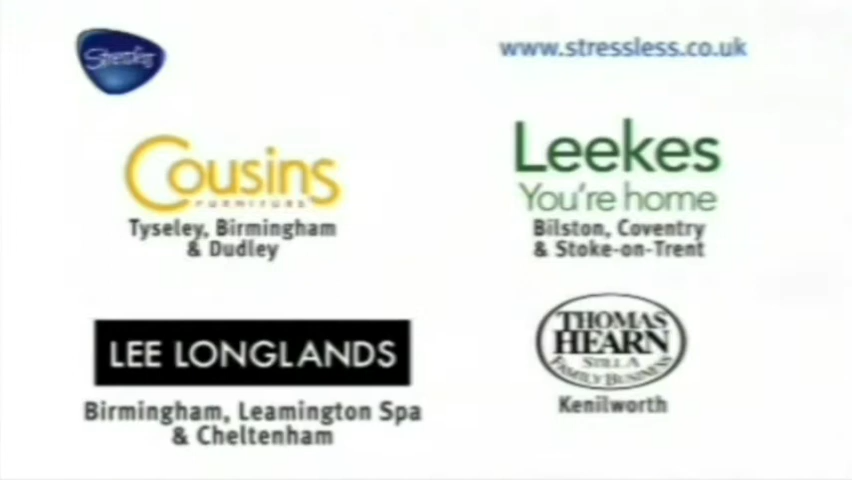 Stressless
www.stressless.co.uk
Cousins
FURNITURE
Tyseley, Birmingham
& Dudley
Leekes
You're home
Bilston, Coventry
& Stoke-on-Trent
LEE LONGLANDS
Birmingham, Leamington Spa
& Cheltenham
THOMAS
HEARN
STILL A
FAMILY BUSINESS
Kenilworth